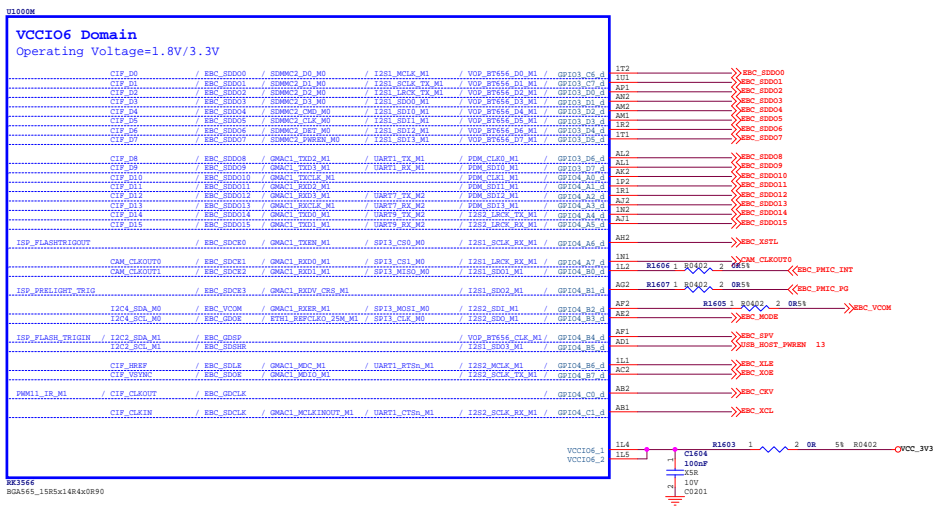 U1000M
VCCIO6 Domain
Operating Voltage=1.8V/3.3V
CIF_D0 / EBC_SDDO0 / SDMMC2_D0_M0 / I2S1_MCLK_M1 / VOP_BT656_D0_M1 / GPIO3_C6_d 1T2 EBC_SDDO0
CIF_D1 / EBC_SDDO1 / SDMMC2_D1_M0 / I2S1_SCLK_TX_M1 / VOP_BT656_D1_M1 / GPIO3_C7_d 1U1 EBC_SDDO1
CIF_D2 / EBC_SDDO2 / SDMMC2_D2_M0 / I2S1_LRCK_TX_M1 / VOP_BT656_D2_M1 / GPIO3_D0_d AP1 EBC_SDDO2
CIF_D3 / EBC_SDDO3 / SDMMC2_D3_M0 / I2S1_SDO0_M1 / VOP_BT656_D3_M1 / GPIO3_D1_d AN2 EBC_SDDO3
CIF_D4 / EBC_SDDO4 / SDMMC2_CMD_M0 / I2S1_SDI0_M1 / VOP_BT656_D4_M1 / GPIO3_D2_d AM2 EBC_SDDO4
CIF_D5 / EBC_SDDO5 / SDMMC2_CLK_M0 / I2S1_SDI1_M1 / VOP_BT656_D5_M1 / GPIO3_D3_d AM1 EBC_SDDO5
CIF_D6 / EBC_SDDO6 / SDMMC2_DET_M0 / I2S1_SDI2_M1 / VOP_BT656_D6_M1 / GPIO3_D4_d 1R2 EBC_SDDO6
CIF_D7 / EBC_SDDO7 / SDMMC2_PWREN_M0 / I2S1_SDI3_M1 / VOP_BT656_D7_M1 / GPIO3_D5_d 1T1 EBC_SDDO7
CIF_D8 / EBC_SDDO8 / GMAC1_TXD2_M1 / UART1_TX_M1 / PDM_CLK0_M1 / GPIO3_D6_d AL2 EBC_SDDO8
CIF_D9 / EBC_SDDO9 / GMAC1_TXD3_M1 / UART1_RX_M1 / PDM_SDI0_M1 / GPIO3_D7_d AL1 EBC_SDDO9
CIF_D10 / EBC_SDDO10 / GMAC1_TXCLK_M1 / PDM_CLK1_M1 / GPIO4_A0_d AK2 EBC_SDDO10
CIF_D11 / EBC_SDDO11 / GMAC1_RXD2_M1 / PDM_SDI1_M1 / GPIO4_A1_d 1P2 EBC_SDDO11
CIF_D12 / EBC_SDDO12 / GMAC1_RXD3_M1 / UART7_TX_M2 / PDM_SDI2_M1 / GPIO4_A2_d 1R1 EBC_SDDO12
CIF_D13 / EBC_SDDO13 / GMAC1_RXCLK_M1 / UART7_RX_M2 / PDM_SDI3_M1 / GPIO4_A3_d AJ2 EBC_SDDO13
CIF_D14 / EBC_SDDO14 / GMAC1_TXD0_M1 / UART9_TX_M2 / I2S2_LRCK_TX_M1 / GPIO4_A4_d 1N2 EBC_SDDO14
CIF_D15 / EBC_SDDO15 / GMAC1_TXD1_M1 / UART9_RX_M2 / I2S2_LRCK_RX_M1 / GPIO4_A5_d AJ1 EBC_SDDO15
ISP_FLASHTRIGOUT / EBC_SDCE0 / GMAC1_TXEN_M1 / SPI3_CS0_M0 / I2S1_SCLK_RX_M1 / GPIO4_A6_d AH2 EBC_XSTL
CAM_CLKOUT0 / EBC_SDCE1 / GMAC1_RXD0_M1 / SPI3_CS1_M0 / I2S1_LRCK_RX_M1 / GPIO4_A7_d 1N1 CAM_CLKOUT0
CAM_CLKOUT1 / EBC_SDCE2 / GMAC1_RXD1_M1 / SPI3_MISO_M0 / I2S1_SDO1_M1 / GPIO4_B0_d 1L2 R1606 1 R0402 2 0R5% EBC_PMIC_INT
ISP_PRELIGHT_TRIG / EBC_SDCE3 / GMAC1_RXDV_CRS_M1 / I2S1_SDO2_M1 / GPIO4_B1_d AG2 R1607 1 R0402 2 0R5% EBC_PMIC_PG
I2C4_SDA_M0 / EBC_VCOM / GMAC1_RXER_M1 / SPI3_MOSI_M0 / I2S2_SDI_M1 / GPIO4_B2_d AF2 R1605 1 R0402 2 0R5% EBC_VCOM
I2C4_SCL_M0 / EBC_GDOE / ETH1_REFCLKO_25M_M1 / SPI3_CLK_M0 / I2S2_SDO_M1 / GPIO4_B3_d AE2 EBC_MODE
ISP_FLASH_TRIGIN / I2C2_SDA_M1 / EBC_GDSP / VOP_BT656_CLK_M1 / GPIO4_B4_d AF1 EBC_SPV
I2C2_SCL_M1 / EBC_SDSHR / I2S1_SDO3_M1 / GPIO4_B5_d AD1 USB_HOST_PWREN 13
CIF_HREF / EBC_SDLE / GMAC1_MDC_M1 / UART1_RTSn_M1 / I2S2_MCLK_M1 / GPIO4_B6_d 1L1 EBC_XLE
CIF_VSYNC / EBC_SDOE / GMAC1_MDIO_M1 / I2S2_SCLK_TX_M1 / GPIO4_B7_d AC2 EBC_XOE
PWM11_IR_M1 / CIF_CLKOUT / EBC_GDCLK / GPIO4_C0_d AB2 EBC_CKV
CIF_CLKIN / EBC_SDCLK / GMAC1_MCLKINOUT_M1 / UART1_CTSn_M1 / I2S2_SCLK_RX_M1 / GPIO4_C1_d AB1 EBC_XCL
VCCIO6_1 1L4 R1603 1 2 0R 5% R0402 VCC_3V3
VCCIO6_2 1L5
C1604
1 100nF
X5R
10V
2 C0201
RK3566
BGA565_15R5x14R4x0R90